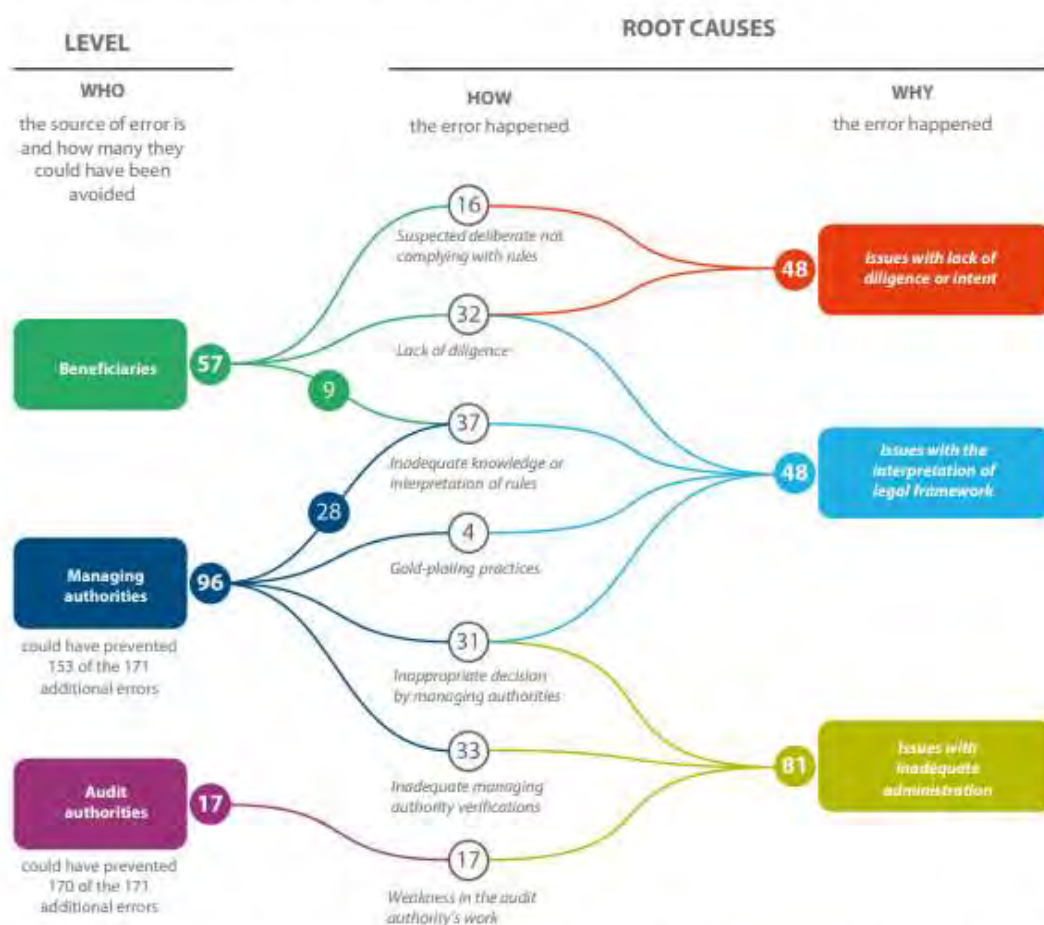 LEVEL
ROOT CAUSES
WHO
the source of error is
and how many they
could have been
avoided
HOW
the error happened
WHY
the error happened
16
Suspected deliberate not
complying with rules
48
Issues with lack of
diligence or intent
32
Lack of diligence
Beneficiaries
57
9
37
Inadequate knowledge or
interpretation of rules
48
Issues with the
interpretation of
legal framework
28
4
Gold-plating practices
Managing
authorities
96
could have prevented
153 of the 171
additional errors
31
Inappropriate decision
by managing authorities
33
Inadequate managing
authority verifications
81
Issues with
inadequate
administration
Audit
authorities
17
could have prevented
170 of the 171
additional errors
17
Weakness in the audit
authority's work